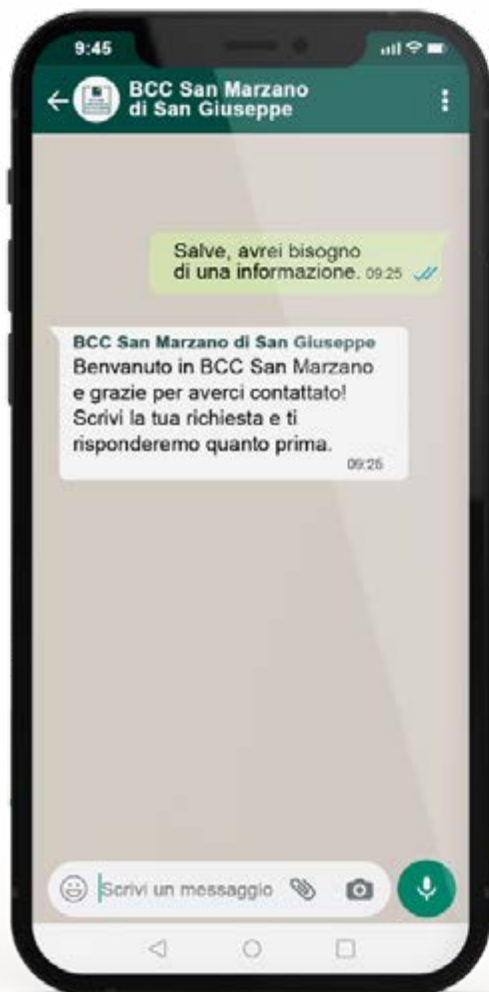 9:45
BCC San Marzano
di San Giuseppe
Salve, avrei bisogno
di una informazione. 09:25
BCC San Marzano di San Giuseppe
Benvanuto in BCC San Marzano
e grazie per averci contattato!
Scrivi la tua richiesta e ti
risponderemo quanto prima.
09:25
Scrivi un messaggio